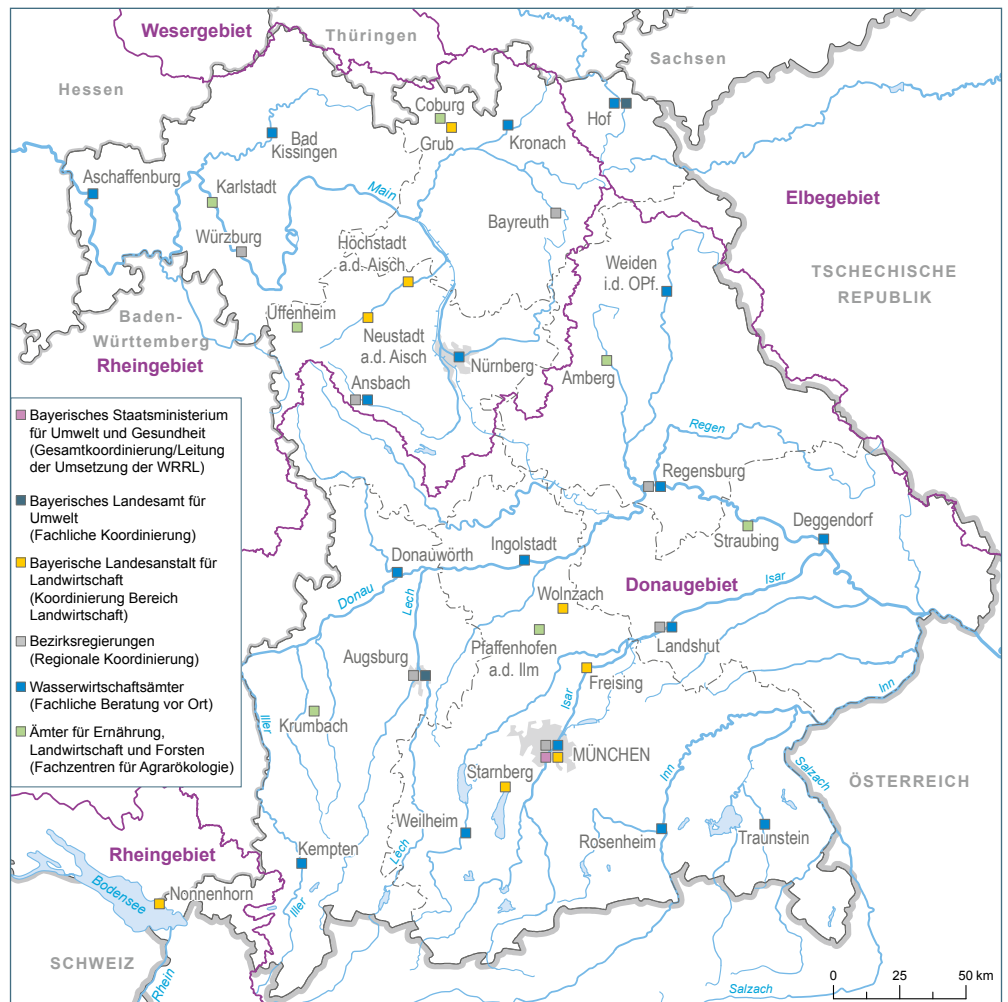 Wesergebiet
Thüringen
Sachsen
Hessen
Coburg
Grub
Hof
Bad
Kissingen
Kronach
Aschaffenburg
Karlstadt
Main
Elbegebiet
Bayreuth
Würzburg
Höchstadt
a.d. Aisch
Weiden
i.d. OPf.
TSCHECHISCHE
REPUBLIK
Baden-
Württemberg
Uffenheim
Neustadt
a.d. Aisch
Rheingebiet
Nürnberg
Amberg
Ansbach
Bayerisches Staatsministerium
für Umwelt und Gesundheit
(Gesamtkoordinierung/Leitung
der Umsetzung der WRRL)
Bayerisches Landesamt für
Umwelt
(Fachliche Koordinierung)
Bayerische Landesanstalt für
Landwirtschaft
(Koordinierung Bereich
Landwirtschaft)
Bezirksregierungen
(Regionale Koordinierung)
Wasserwirtschaftsämter
(Fachliche Beratung vor Ort)
Ämter für Ernährung,
Landwirtschaft und Forsten
(Fachzentren für Agrarökologie)
Regen
Regensburg
Straubing
Deggendorf
Donauwörth
Ingolstadt
Donau
Lech
Donaugebiet
Isar
Wolnzach
Pfaffenhofen
a.d. Ilm
Landshut
Augsburg
Freising
Isar
Inn
Iller
Krumbach
MÜNCHEN
Starnberg
Inn
Salzach
ÖSTERREICH
Weilheim
Lech
Rosenheim
Traunstein
Rheingebiet
Kempten
Bodensee
Nonnenhorn
Iller
SCHWEIZ
Rhein
Salzach
0 25 50 km